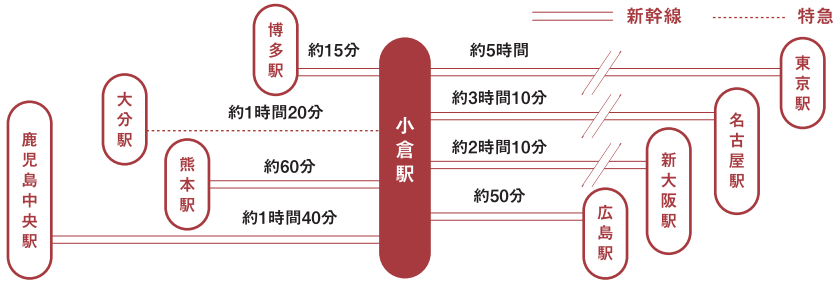 新幹線
特急
博多駅
約15分
約5時間
東京駅
大分駅
約1時間20分
約3時間10分
名古屋駅
鹿児島中央駅
熊本駅
約60分
小倉駅
約2時間10分
新大阪駅
約1時間40分
約50分
広島駅